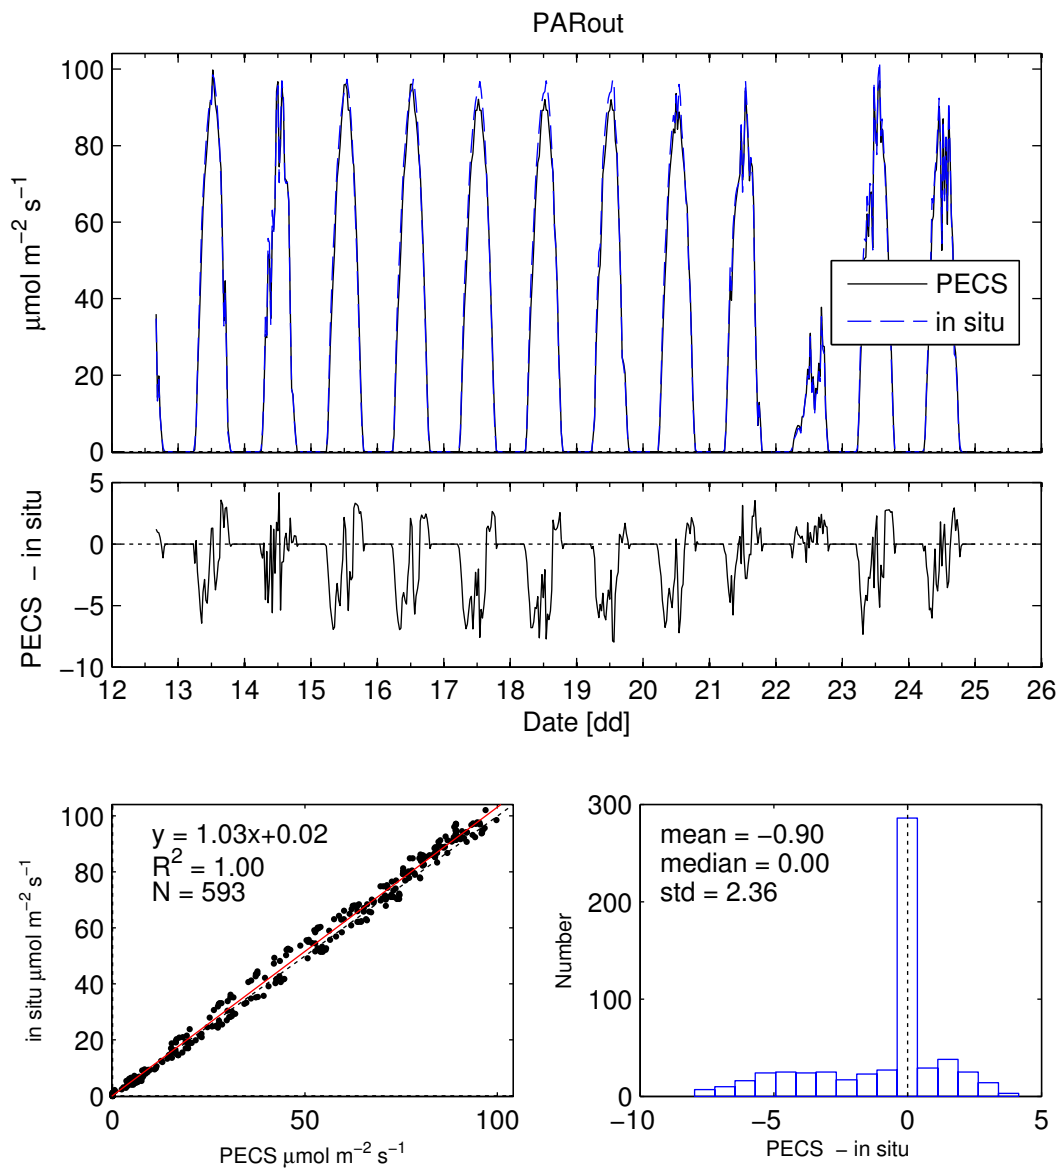 PARout
100
80
60
40
20
0
μmol m−2 s−1
PECS
in situ
5
0
−5
−10
PECS − in situ
12 13 14 15 16 17 18 19 20 21 22 23 24 25 26
Date [dd]
100
80
60
40
20
0
in situ μmol m−2 s−1
y = 1.03x+0.02
R2 = 1.00
N = 593
0 50 100
PECS μmol m−2 s−1
300
200
100
0
Number
mean = −0.90
median = 0.00
std = 2.36
−10 −5 0 5
PECS − in situ